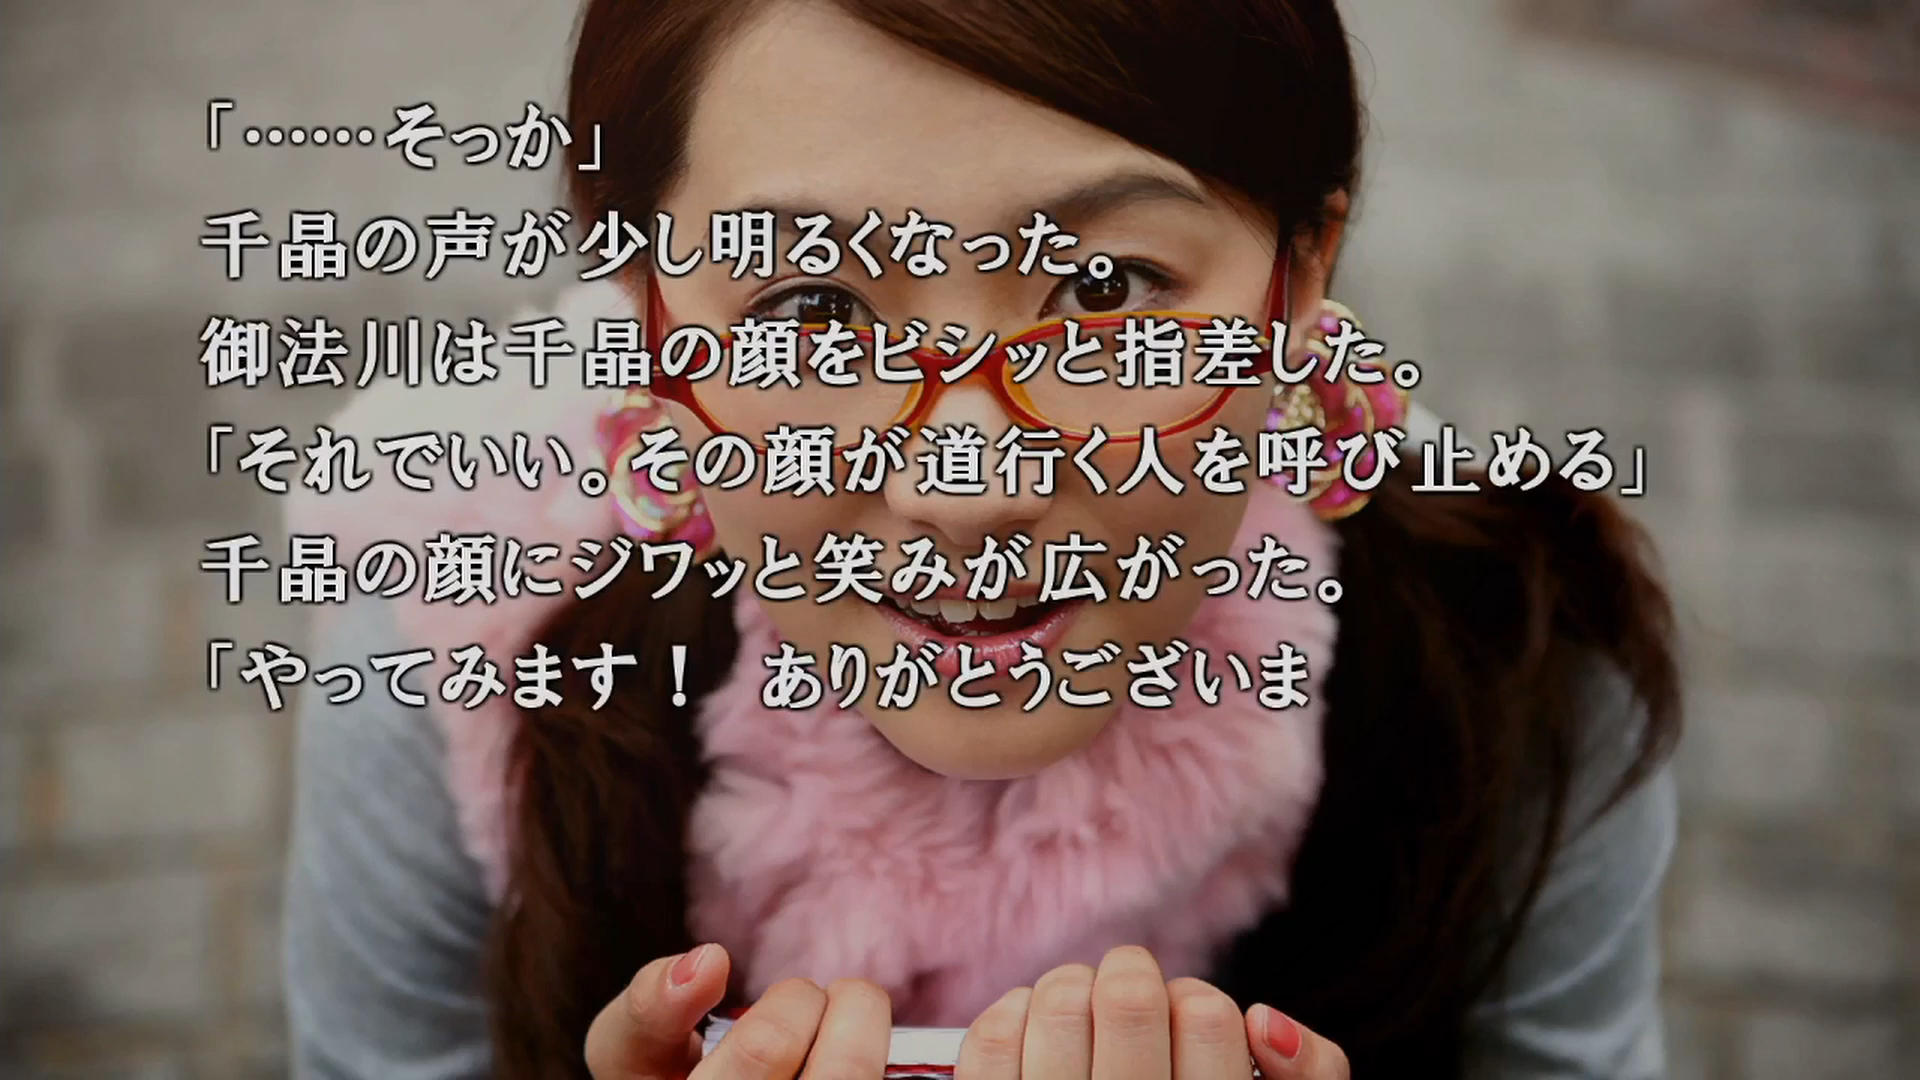 「……そっか」
千晶の声が少し明るくなった。
御法川は千晶の顔をビシッと指差した。
「それでいい。その顔が道行く人を呼び止める」
千晶の顔にジワッと笑みが広がった。
「やってみます！　ありがとうございま